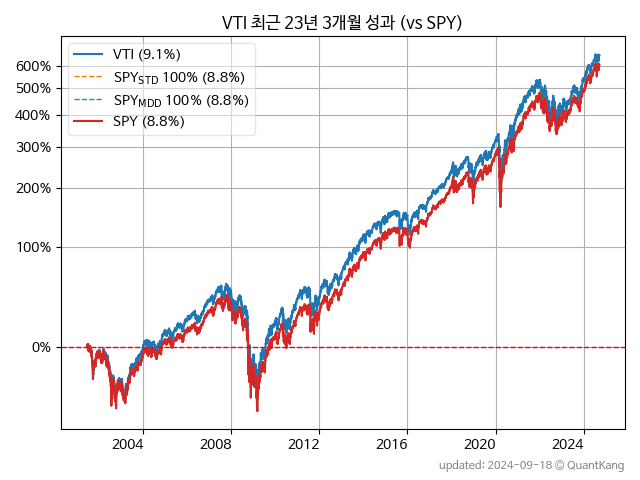 VTI 최근 23년 3개월 성과 (vs SPY)
VTI (9.1%)
SPY_STD 100% (8.8%)
SPY_MDD 100% (8.8%)
SPY (8.8%)
600%
500%
400%
300%
200%
100%
0%
2004 2008 2012 2016 2020 2024
updated: 2024-09-18 © QuantKang